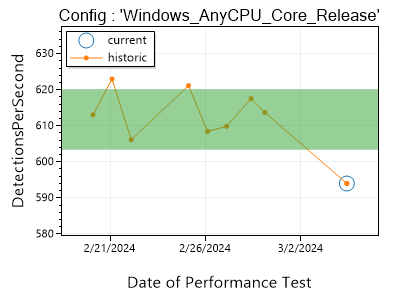 Config : 'Windows_AnyCPU_Core_Release'
current
historic
DetectionsPerSecond
630
620
610
600
590
580
2/21/2024
2/26/2024
3/2/2024
Date of Performance Test